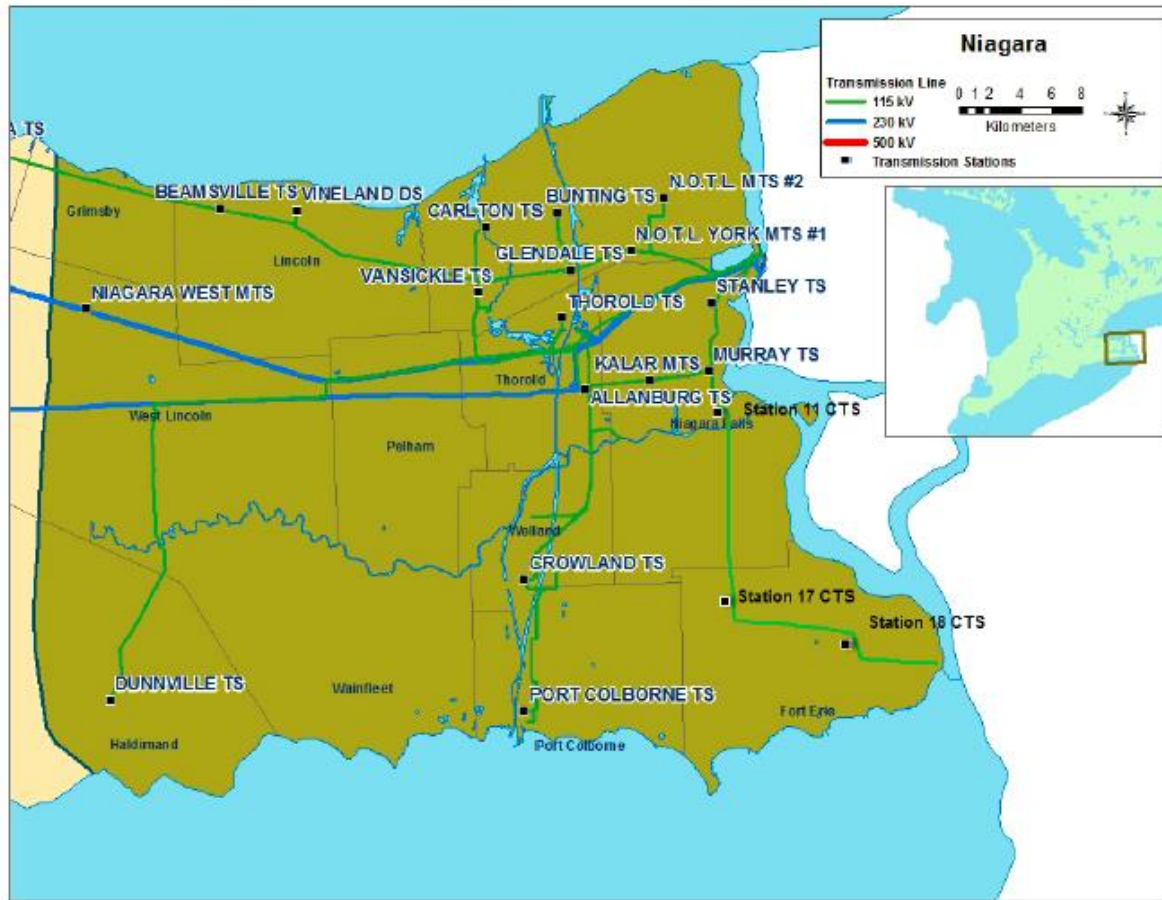 Niagara
Transmission Line
115 kV
230 kV
500 kV
Transmission Stations
0 1 2 4 6 8
Kilometers
A TS
BEAMSVILLE TS
VINELAND DS
Grimsby
CARLTON TS
BUNTING TS
N.O.T.L. MTS #2
N.O.T.L. YORK MTS #1
Lincoln
GLENDALE TS
VANSICKLE TS
NIAGARA WEST MTS
THOROLD TS
STANLEY TS
KALAR MTS
MURRAY TS
Thorold
ALLANBURG TS
Station 11 CTS
Niagara Falls
West Lincoln
Pelham
Welland
CROWLAND TS
Station 17 CTS
Station 18 CTS
DUNNVILLE TS
Wainfleet
PORT COLBORNE TS
Fort Erie
Haldimand
Port Colborne